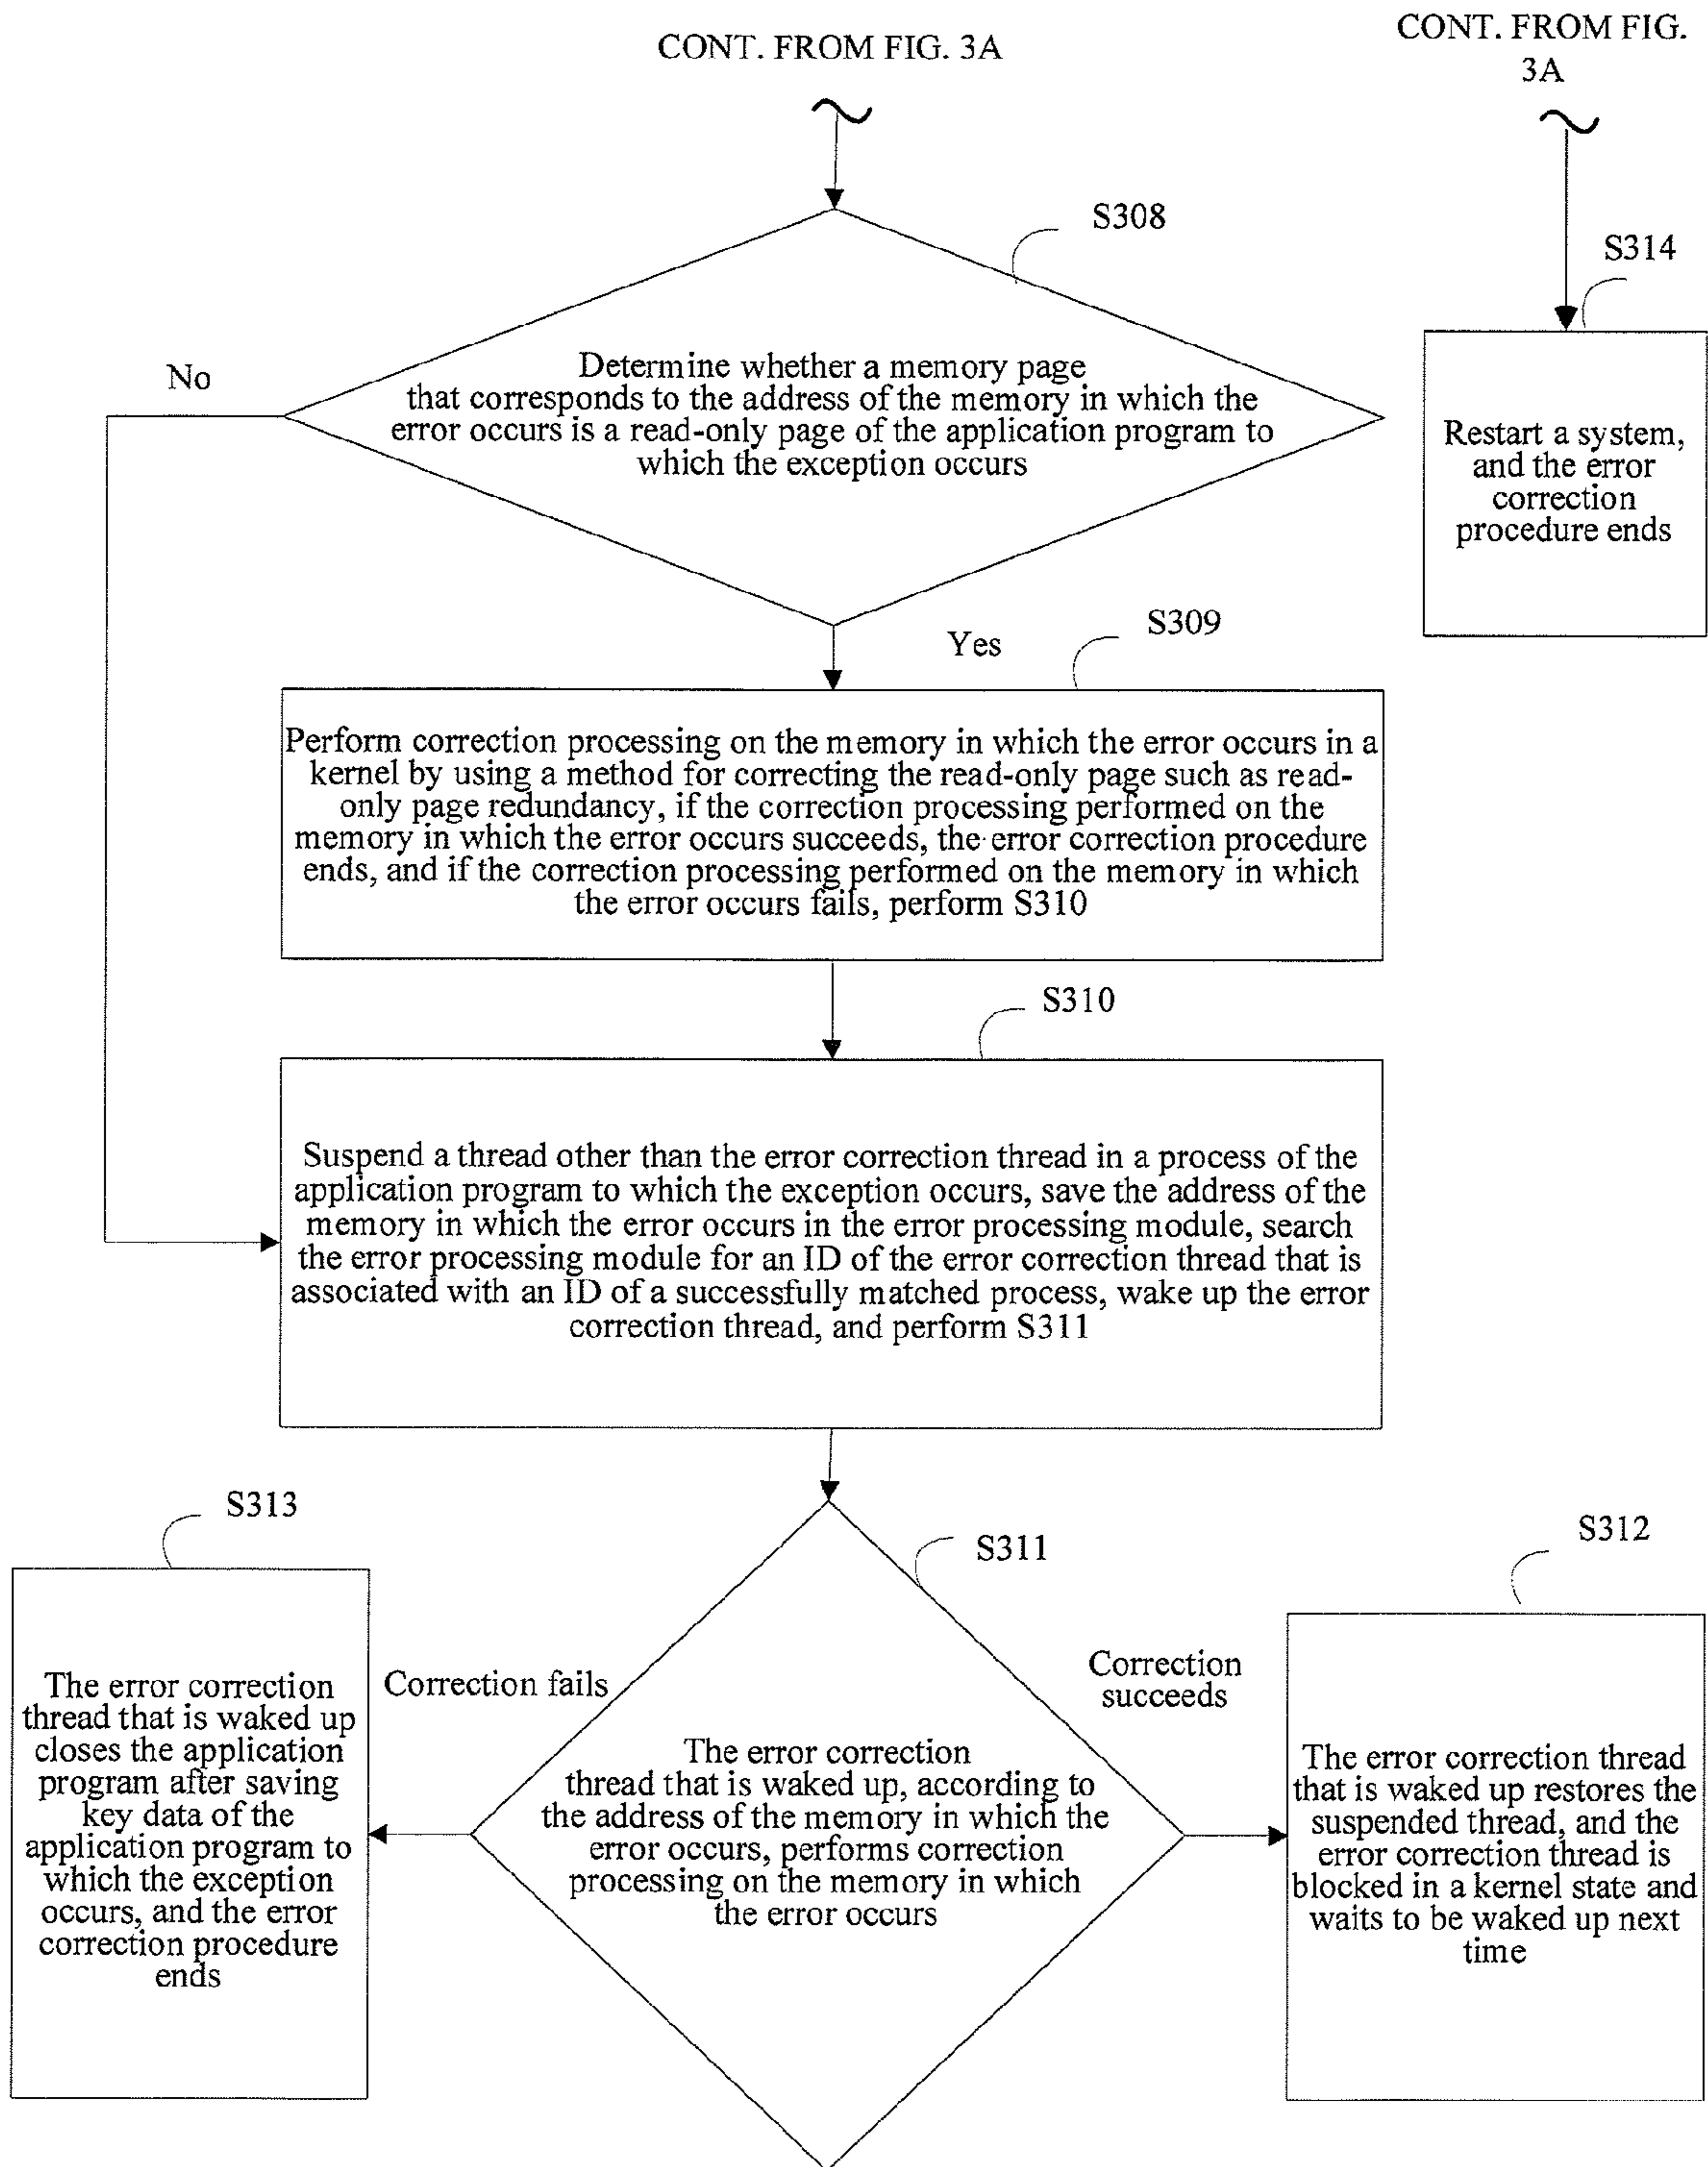 CONT. FROM FIG. 3A
CONT. FROM FIG.
3A
S308
S314
No
Determine whether a memory page
that corresponds to the address of the memory in which the
error occurs is a read-only page of the application program to
which the exception occurs
Restart a system,
and the error
correction
procedure ends
Yes
S309
Perform correction processing on the memory in which the error occurs in a
kernel by using a method for correcting the read-only page such as read-
only page redundancy, if the correction processing performed on the
memory in which the error occurs succeeds, the error correction procedure
ends, and if the correction processing performed on the memory in which
the error occurs fails, perform S310
S310
Suspend a thread other than the error correction thread in a process of the
application program to which the exception occurs, save the address of the
memory in which the error occurs in the error processing module, search
the error processing module for an ID of the error correction thread that is
associated with an ID of a successfully matched process, wake up the error
correction thread, and perform S311
S313
S311
S312
The error correction
thread that is waked up
closes the application
program after saving
key data of the
application program to
which the exception
occurs, and the error
correction procedure
ends
Correction fails
Correction
succeeds
The error correction
thread that is waked up, according to
the address of the memory in which the
error occurs, performs correction
processing on the memory in which
the error occurs
The error correction thread
that is waked up restores the
suspended thread, and the
error correction thread is
blocked in a kernel state and
waits to be waked up next
time